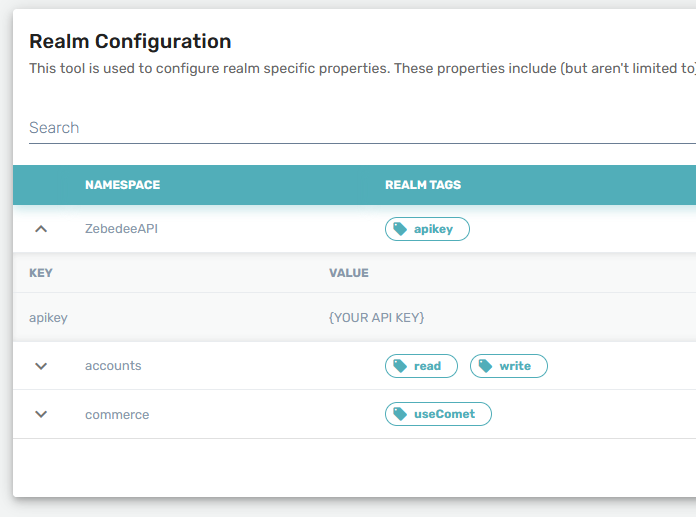 Realm Configuration
This tool is used to configure realm specific properties. These properties include (but aren't limited to)
Search
NAMESPACE REALM TAGS
ZebedeeAPI apikey
KEY VALUE
apikey {YOUR API KEY}
accounts read write
commerce useComet